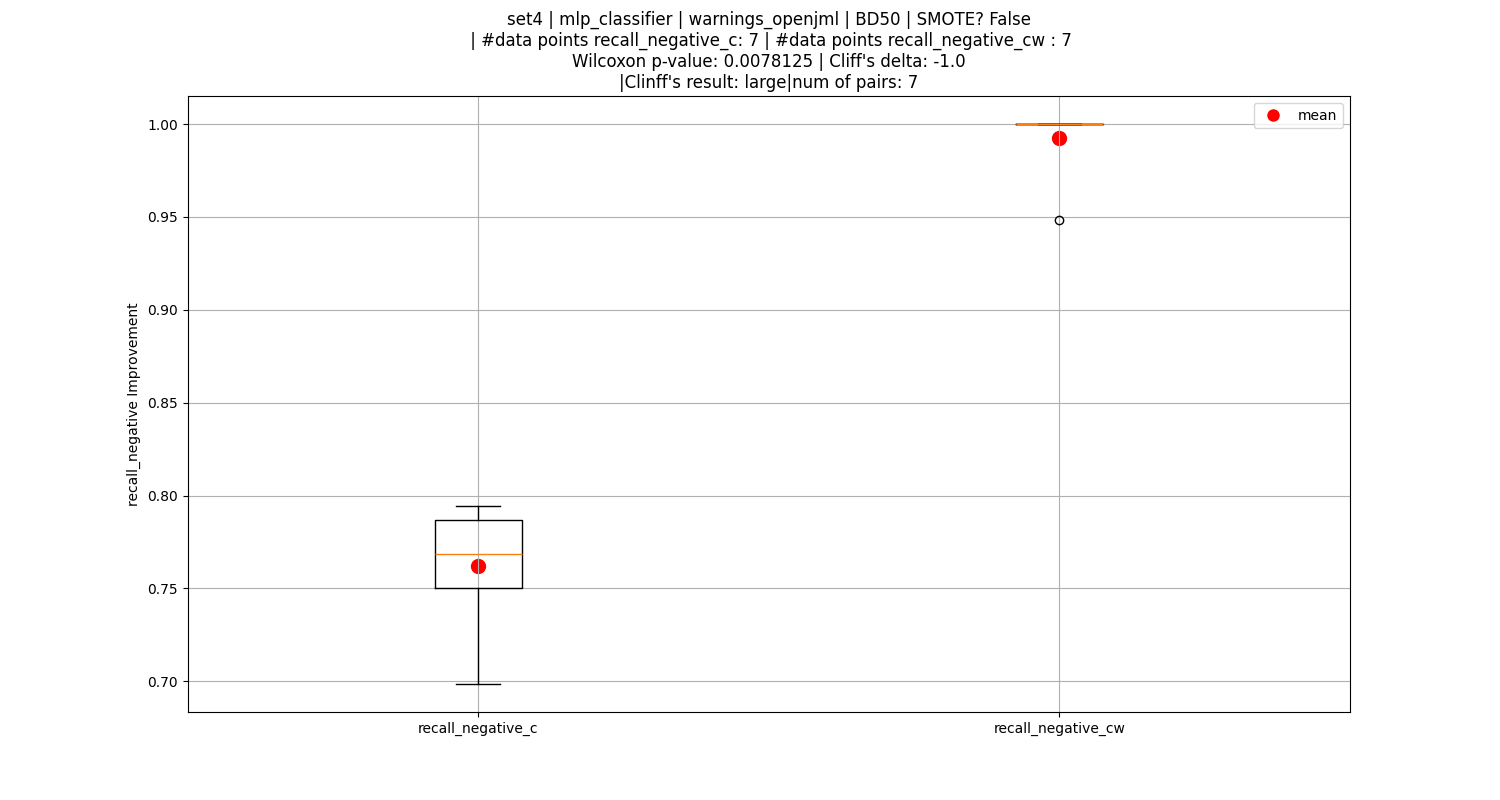 set4 | mlp_classifier | warnings_openjml | BD50 | SMOTE? False
| #data points recall_negative_c: 7 | #data points recall_negative_cw : 7
Wilcoxon p-value: 0.0078125 | Cliff's delta: -1.0
|Clinff's result: large|num of pairs: 7
mean
1.00
0.95
0.90
0.85
0.80
0.75
0.70
recall_negative Improvement
recall_negative_c
recall_negative_cw